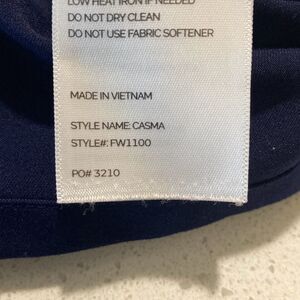 LOW HEAT IRON IF NEEDED
DO NOT DRY CLEAN
DO NOT USE FABRIC SOFTENER
MADE IN VIETNAM
STYLE NAME: CASMA
STYLE#: FW1100
PO# 3210